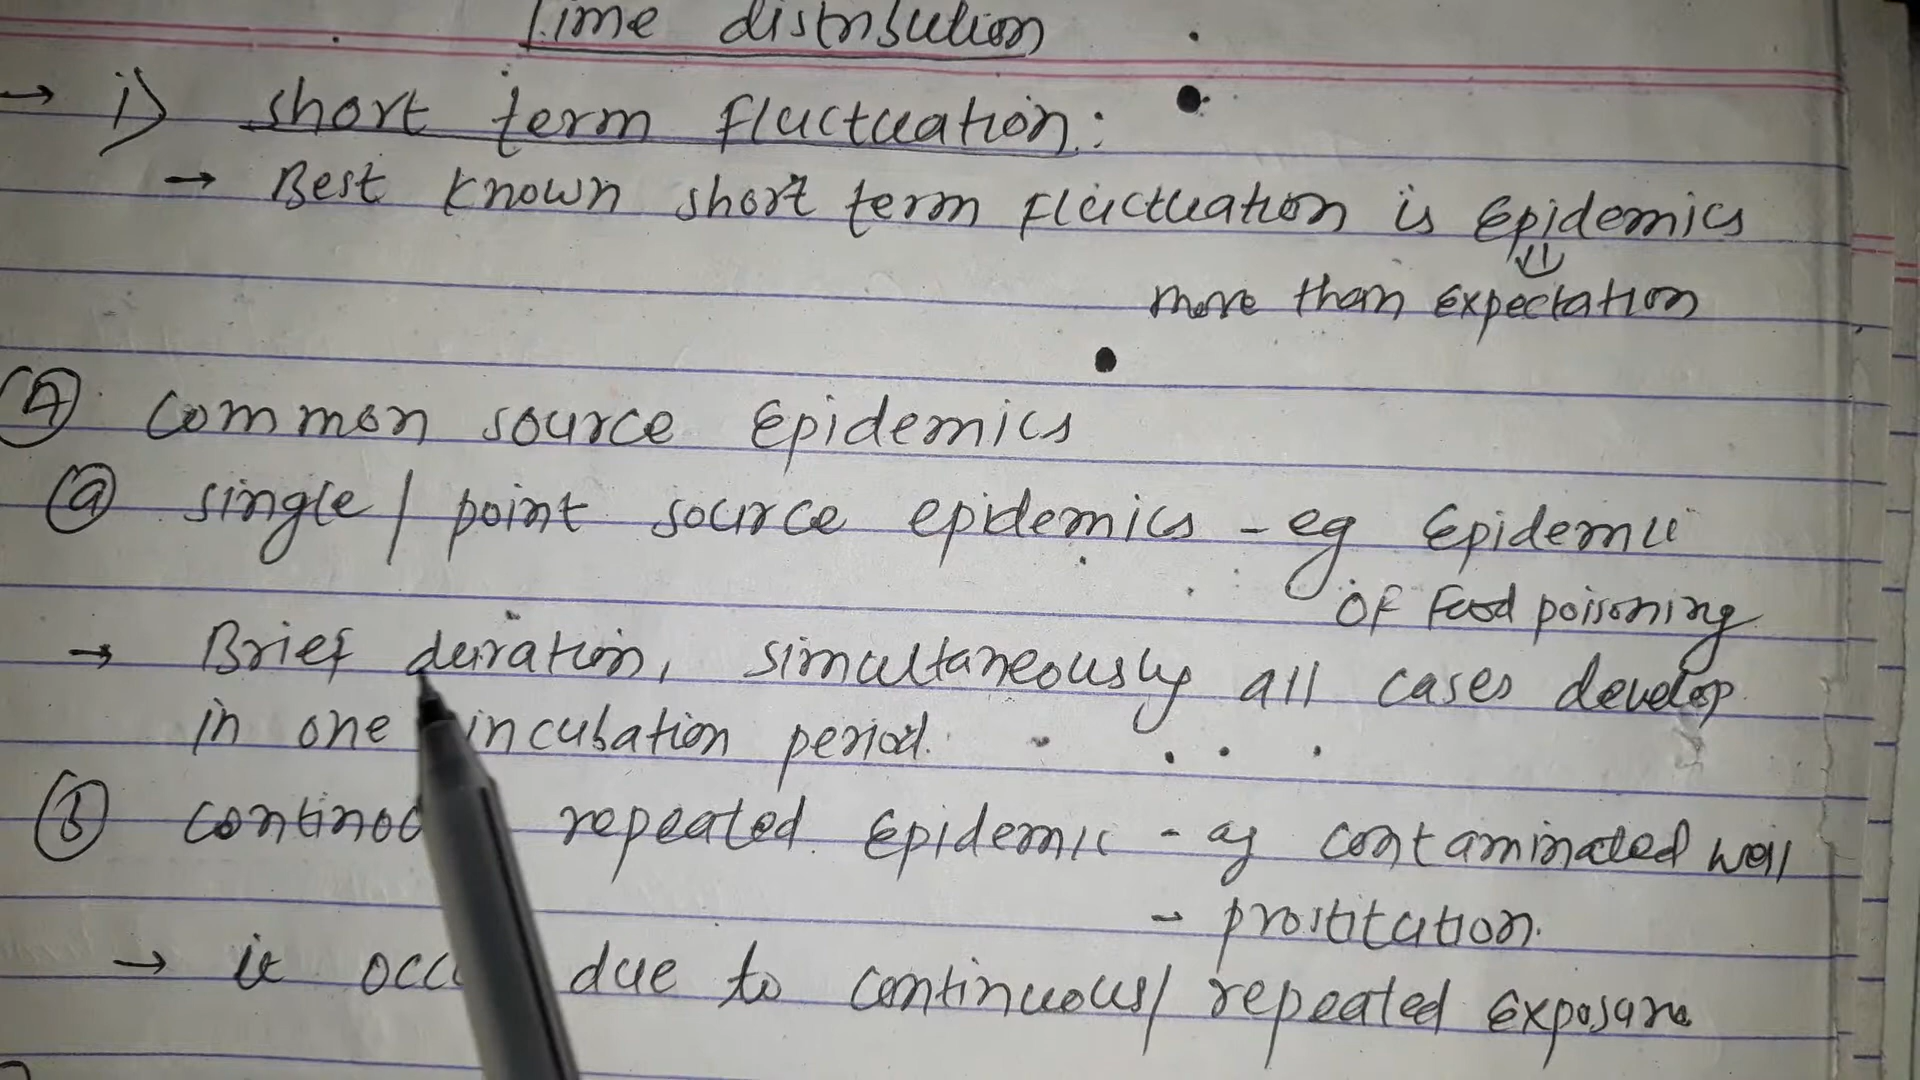 Time distribution
→ i) short term fluctuation:
→ Best known short term fluctuation is Epidemics
more than expectation
(A) common source Epidemics
(a) single/point source epidemics - eg Epidemic
of food poisoning
→ Brief duration, simultaneously all cases develop
in one incubation period.
(b) repeated Epidemic - eg contaminated well
- prostitution.
→ it due to continuous/repeated exposure